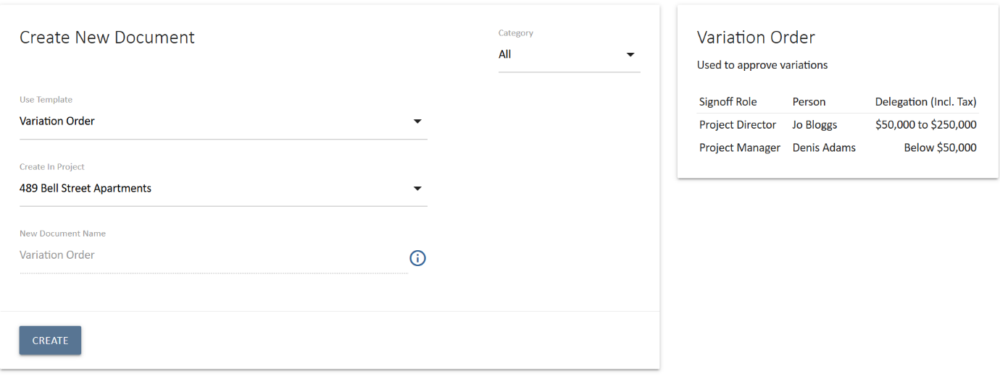 Create New Document
Category
All
Use Template
Variation Order
Create In Project
489 Bell Street Apartments
New Document Name
Variation Order
CREATE
Variation Order
Used to approve variations
Signoff Role Person Delegation (Incl. Tax)
Project Director Jo Bloggs $50,000 to $250,000
Project Manager Denis Adams Below $50,000